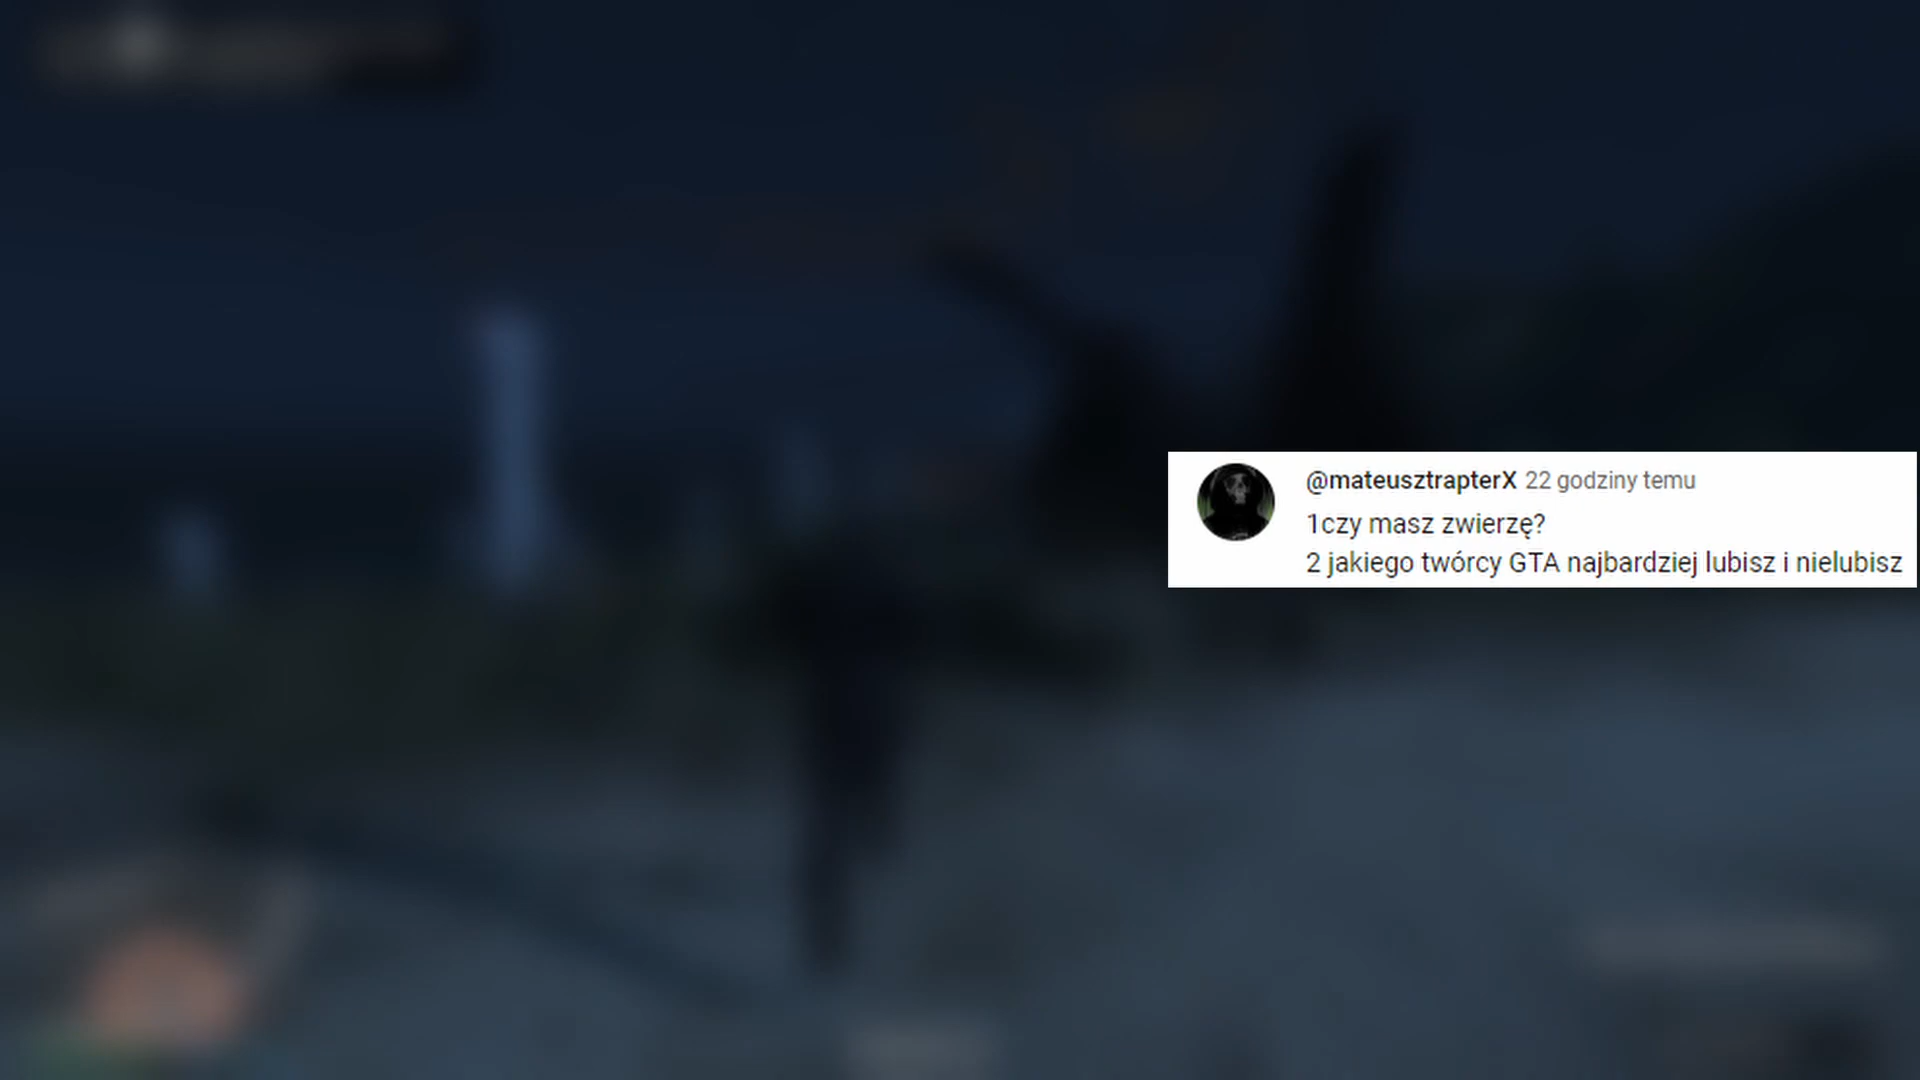 @mateusztrapterX 22 godziny temu
1czy masz zwierzę?
2 jakiego twórcy GTA najbardziej lubisz i nielubisz